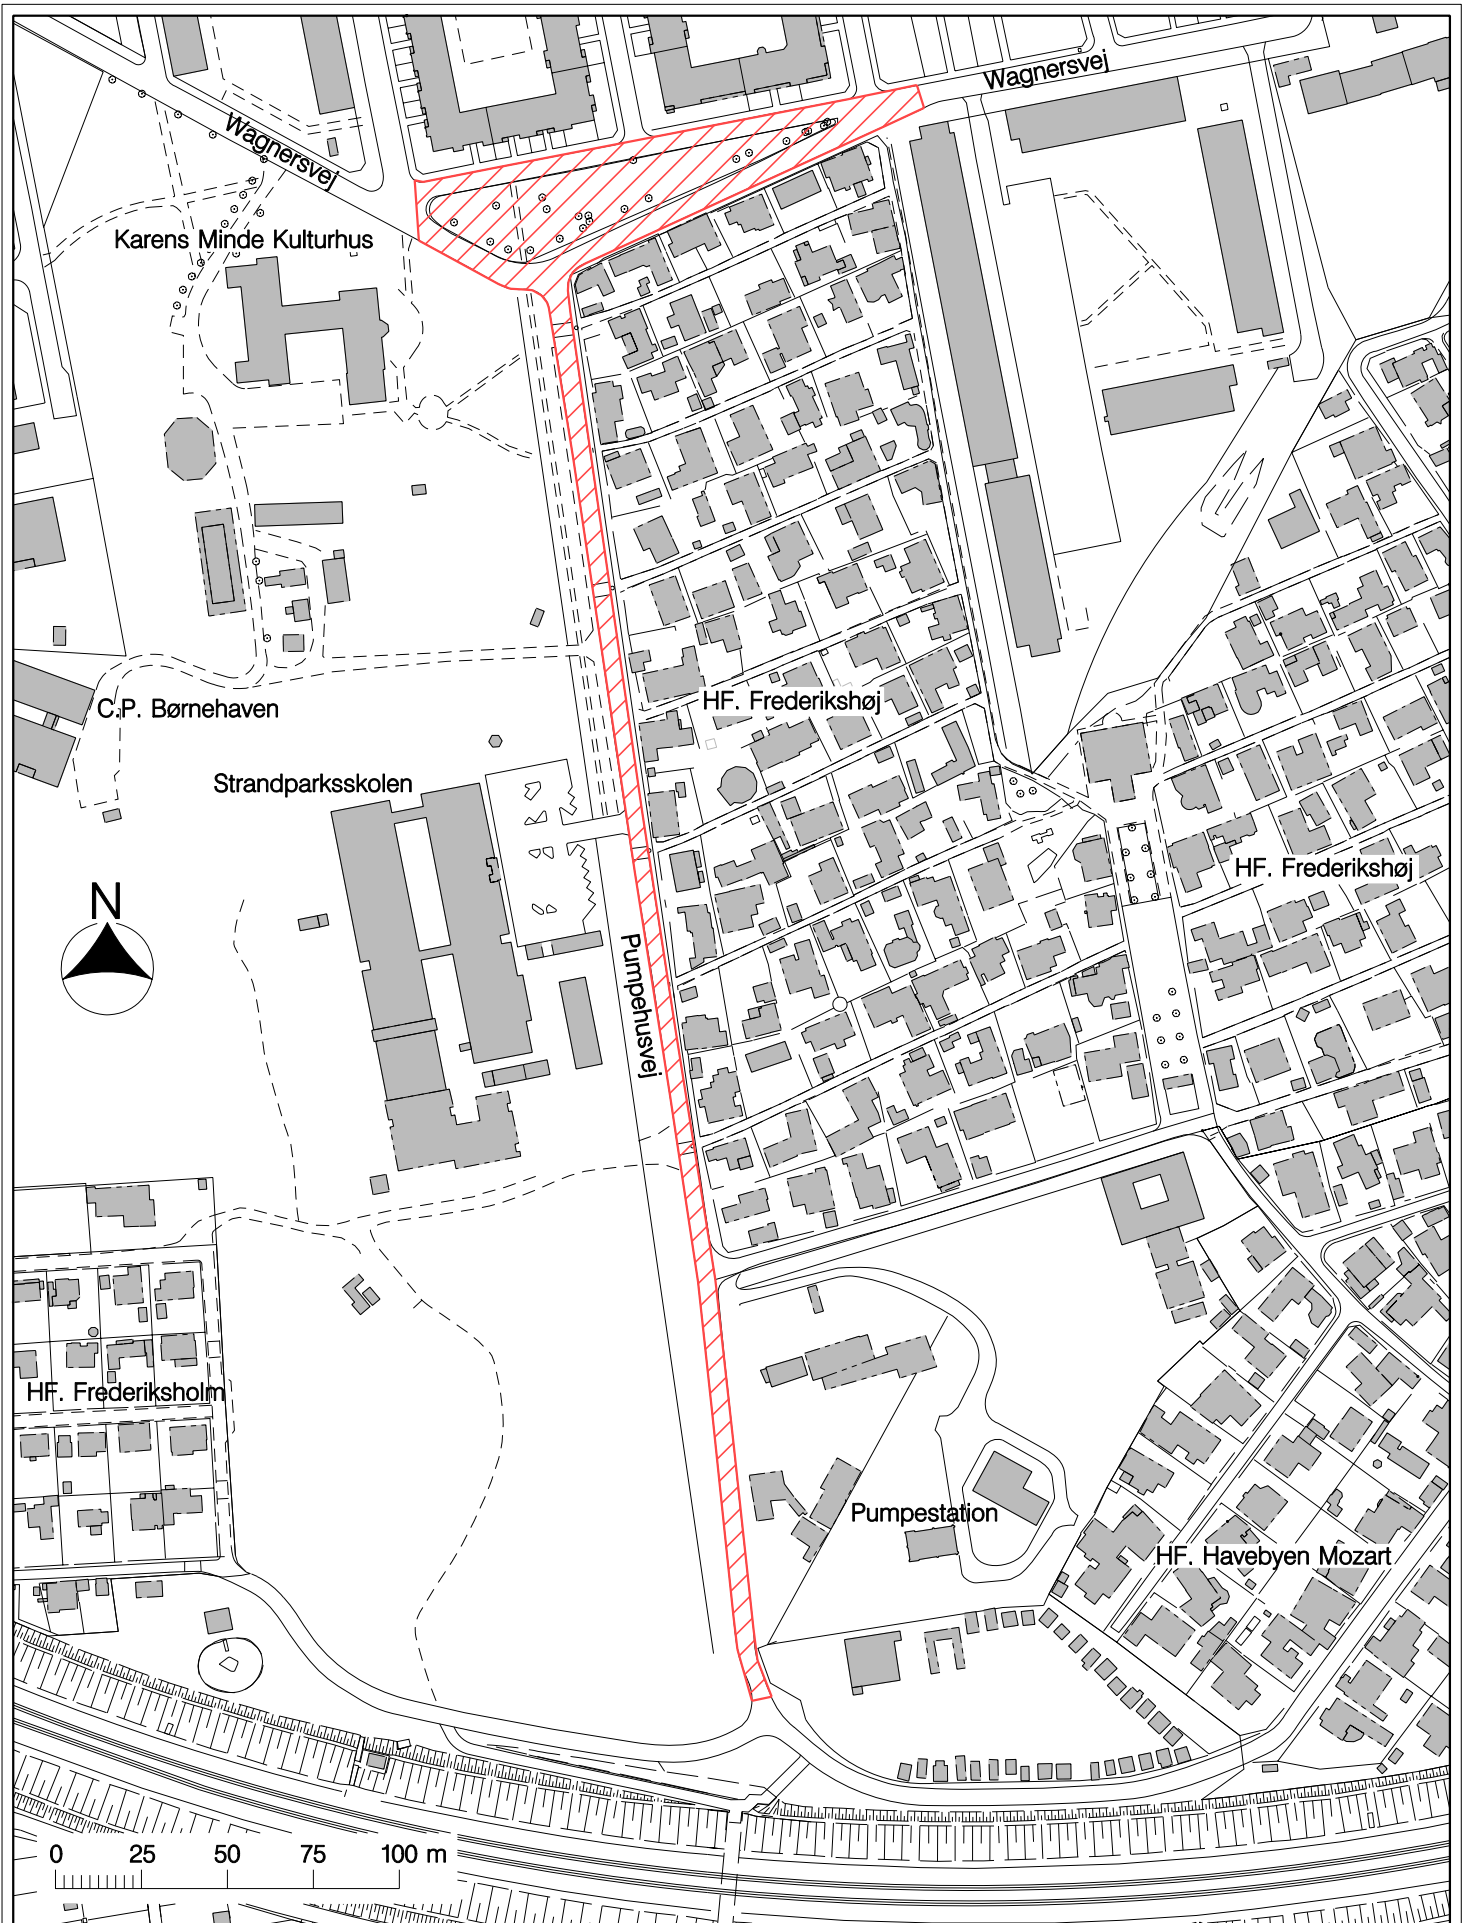 Wagnersvej
Wagnersvej
Karens Minde Kulturhus
HF. Frederikshøj
C.P. Børnehaven
Strandparksskolen
HF. Frederikshøj
N
Pumpehusvej
HF. Frederiksholm
Pumpestation
HF. Havebyen Mozart
0 25 50 75 100 m